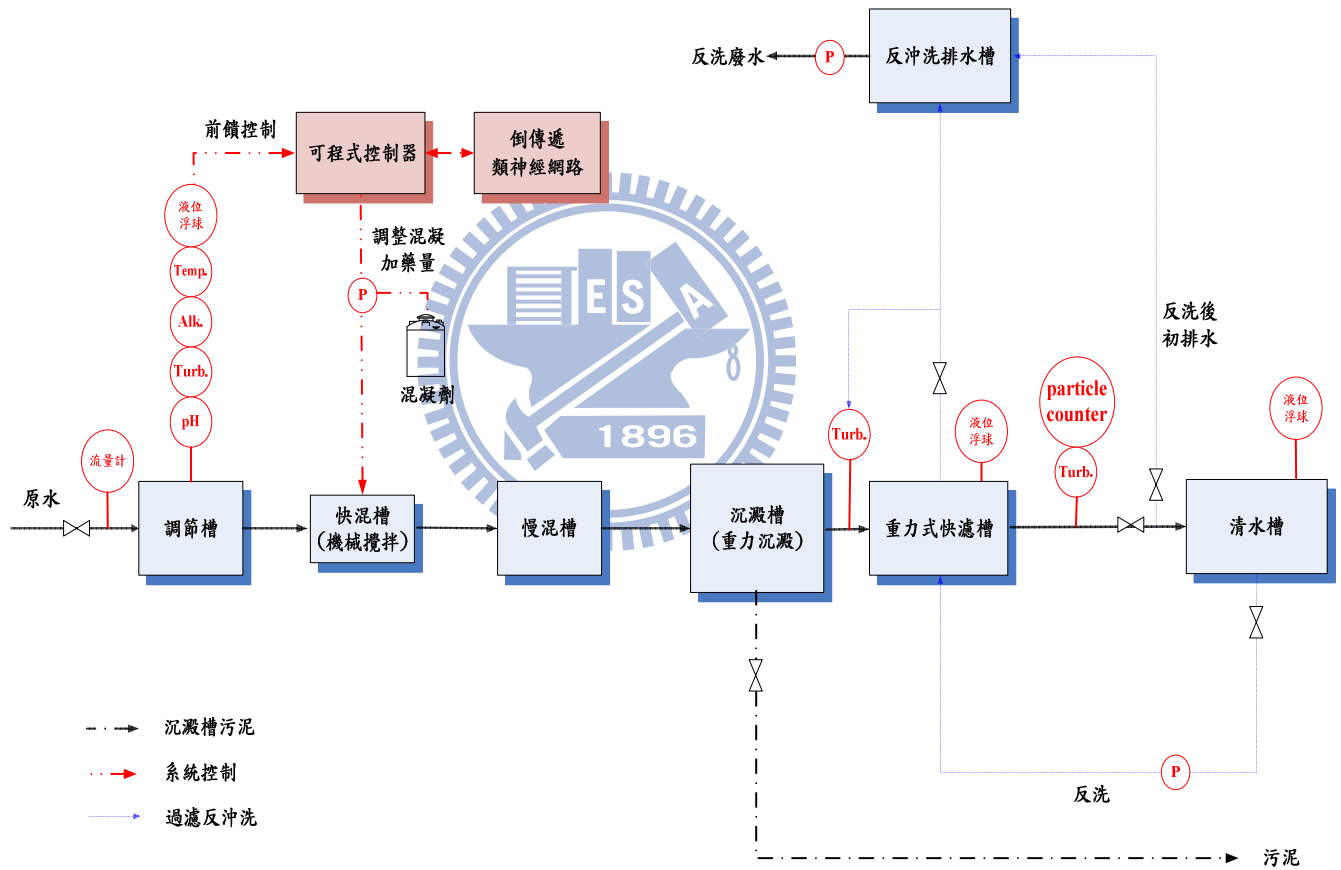 反洗廢水
P
反沖洗排水槽
前饋控制
可程式控制器
倒傳遞
類神經網路
液位
浮球
Temp.
Alk.
Turb.
pH
調整混凝
加藥量
P
混凝劑
E
S
A
8
1896
反洗後
初排水
流量計
原水
調節槽
快混槽
(機械攪拌)
慢混槽
沉澱槽
(重力沉澱)
Turb.
重力式快濾槽
液位
浮球
particle
counter
Turb.
液位
浮球
清水槽
P
反洗
沉澱槽污泥
系統控制
過濾反沖洗
污泥